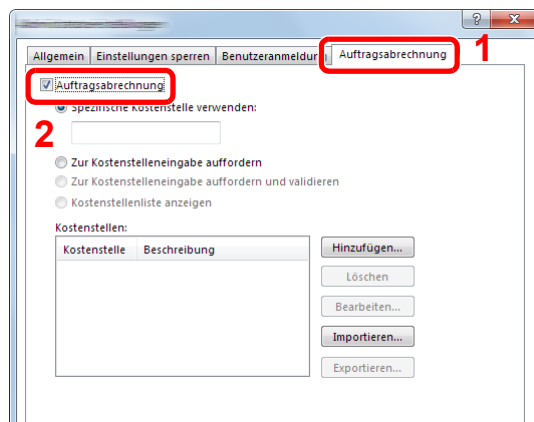 Allgemein Einstellungen sperren Benutzeranmeldun Auftragsabrechnung 1
Auftragsabrechnung
Spezifische Kostenstelle verwenden:
2
Zur Kostenstelleneingabe auffordern
Zur Kostenstelleneingabe auffordern und validieren
Kostenstellenliste anzeigen
Kostenstellen:
Kostenstelle Beschreibung
Hinzufügen...
Löschen
Bearbeiten...
Importieren...
Exportieren...